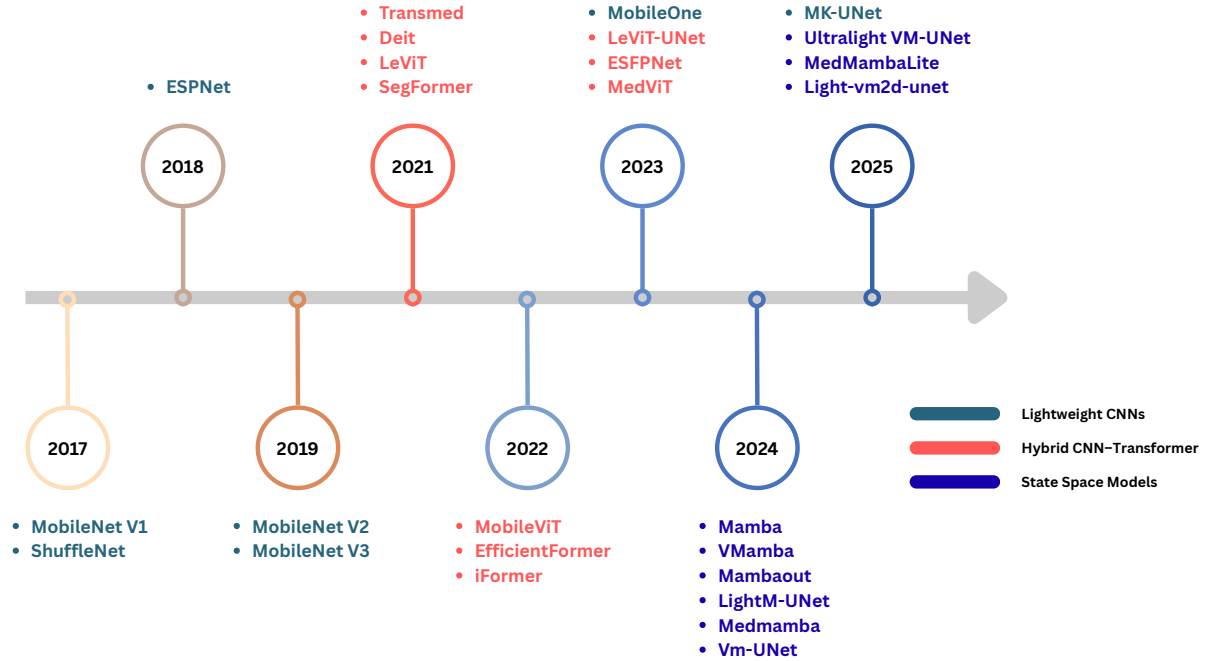 • Transmed
• Deit
• LeViT
• SegFormer
• MobileOne
• LeViT-UNet
• ESFPNet
• MedViT
• MK-UNet
• Ultralight VM-UNet
• MedMambaLite
• Light-vm2d-unet
• ESPNet
2018
2021
2023
2025
2017
2019
2022
2024
Lightweight CNNs
Hybrid CNN–Transformer
State Space Models
• MobileNet V1
• ShuffleNet
• MobileNet V2
• MobileNet V3
• MobileViT
• EfficientFormer
• iFormer
• Mamba
• VMamba
• Mambaout
• LightM-UNet
• Medmamba
• Vm-UNet